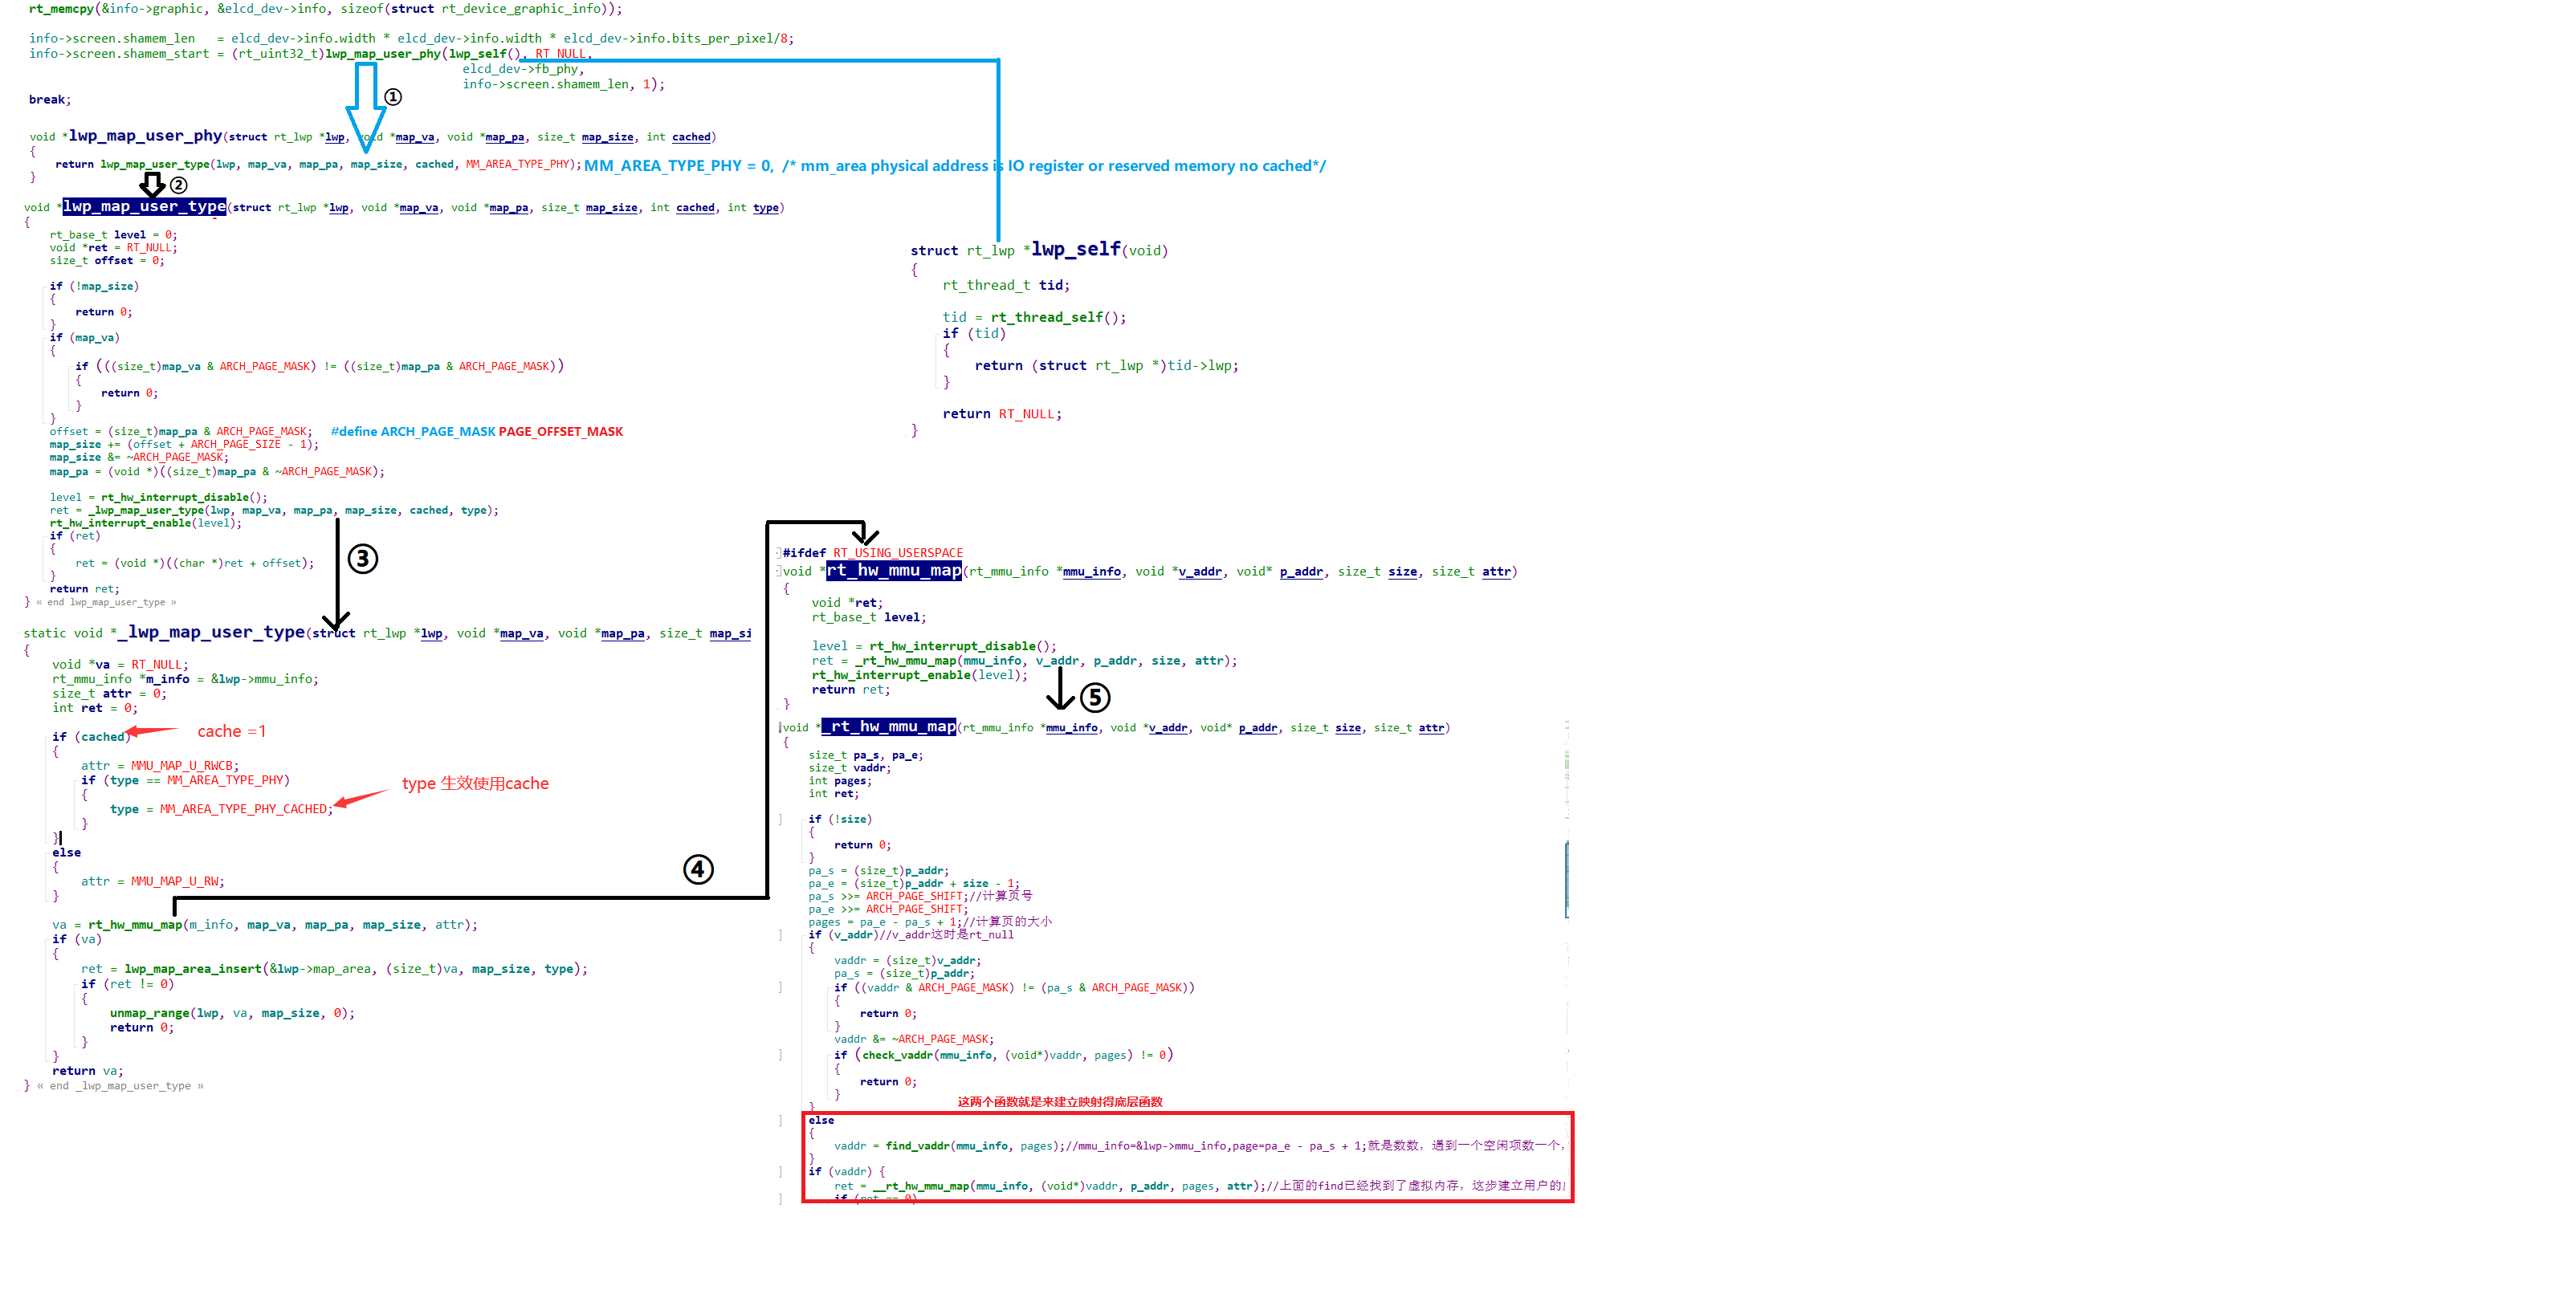 rt_memcpy(&info->graphic, &elcd_dev->info, sizeof(struct rt_device_graphic_info));
info->screen.shamem_len   = elcd_dev->info.width * elcd_dev->info.width * elcd_dev->info.bits_per_pixel/8;
info->screen.shamem_start = (rt_uint32_t)lwp_map_user_phy(lwp_self(), RT_NULL,
elcd_dev->fb_phy,
info->screen.shamem_len, 1);
break;
①
void *lwp_map_user_phy(struct rt_lwp *lwp, void *map_va, void *map_pa, size_t map_size, int cached)
{
return lwp_map_user_type(lwp, map_va, map_pa, map_size, cached, MM_AREA_TYPE_PHY); MM_AREA_TYPE_PHY = 0,  /* mm_area physical address is IO register or reserved memory no cached*/
}
②
void *lwp_map_user_type(struct rt_lwp *lwp, void *map_va, void *map_pa, size_t map_size, int cached, int type)
{
rt_base_t level = 0;
void *ret = RT_NULL;
size_t offset = 0;
if (!map_size)
{
return 0;
}
if (map_va)
{
if (((size_t)map_va & ARCH_PAGE_MASK) != ((size_t)map_pa & ARCH_PAGE_MASK))
{
return 0;
}
}
offset = (size_t)map_pa & ARCH_PAGE_MASK;   #define ARCH_PAGE_MASK PAGE_OFFSET_MASK
map_size += (offset + ARCH_PAGE_SIZE - 1);
map_size &= ~ARCH_PAGE_MASK;
map_pa = (void *)((size_t)map_pa & ~ARCH_PAGE_MASK);
level = rt_hw_interrupt_disable();
ret = _lwp_map_user_type(lwp, map_va, map_pa, map_size, cached, type);
rt_hw_interrupt_enable(level);
if (ret)
{
ret = (void *)((char *)ret + offset);
}
return ret;
} « end lwp_map_user_type »
③
static void *_lwp_map_user_type(struct rt_lwp *lwp, void *map_va, void *map_pa, size_t map_si
{
void *va = RT_NULL;
rt_mmu_info *m_info = &lwp->mmu_info;
size_t attr = 0;
int ret = 0;
if (cached)
cache =1
{
attr = MMU_MAP_U_RWCB;
if (type == MM_AREA_TYPE_PHY)
{
type 生效使用cache
type = MM_AREA_TYPE_PHY_CACHED;
}
}
else
{
attr = MMU_MAP_U_RW;
}
va = rt_hw_mmu_map(m_info, map_va, map_pa, map_size, attr);
if (va)
{
ret = lwp_map_area_insert(&lwp->map_area, (size_t)va, map_size, type);
if (ret != 0)
{
unmap_range(lwp, va, map_size, 0);
return 0;
}
}
return va;
} « end _lwp_map_user_type »
④
struct rt_lwp *lwp_self(void)
{
rt_thread_t tid;
tid = rt_thread_self();
if (tid)
{
return (struct rt_lwp *)tid->lwp;
}
return RT_NULL;
}
#ifdef RT_USING_USERSPACE
void *rt_hw_mmu_map(rt_mmu_info *mmu_info, void *v_addr, void* p_addr, size_t size, size_t attr)
{
void *ret;
rt_base_t level;
level = rt_hw_interrupt_disable();
ret = _rt_hw_mmu_map(mmu_info, v_addr, p_addr, size, attr);
rt_hw_interrupt_enable(level);
return ret;
}
⑤
void *_rt_hw_mmu_map(rt_mmu_info *mmu_info, void *v_addr, void* p_addr, size_t size, size_t attr)
{
size_t pa_s, pa_e;
size_t vaddr;
int pages;
int ret;
if (!size)
{
return 0;
}
pa_s = (size_t)p_addr;
pa_e = (size_t)p_addr + size - 1;
pa_s >>= ARCH_PAGE_SHIFT;//计算页号
pa_e >>= ARCH_PAGE_SHIFT;
pages = pa_e - pa_s + 1;//计算页的大小
if (v_addr)//v_addr这时是rt_null
{
vaddr = (size_t)v_addr;
pa_s = (size_t)p_addr;
if ((vaddr & ARCH_PAGE_MASK) != (pa_s & ARCH_PAGE_MASK))
{
return 0;
}
vaddr &= ~ARCH_PAGE_MASK;
if (check_vaddr(mmu_info, (void*)vaddr, pages) != 0)
{
return 0;
}
}
这两个函数就是来建立映射得底层函数
else
{
vaddr = find_vaddr(mmu_info, pages);//mmu_info=&lwp->mmu_info,page=pa_e - pa_s + 1;就是数数，遇到一个空闲项数一个，
}
if (vaddr) {
ret = __rt_hw_mmu_map(mmu_info, (void*)vaddr, p_addr, pages, attr);//上面的find已经找到了虚拟内存，这步建立用户的
if (ret == 0)